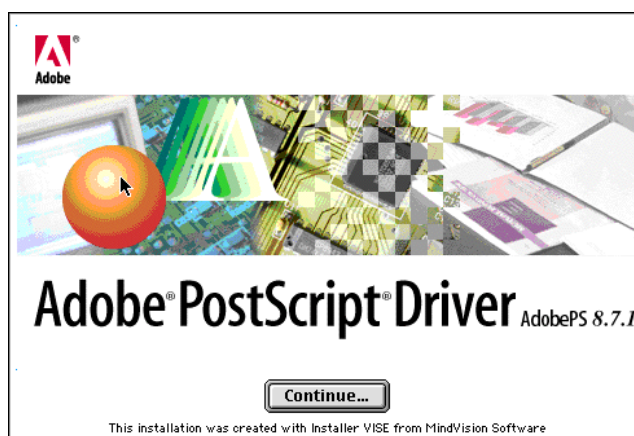 Adobe®
A
Adobe® PostScript® Driver AdobePS 8.7.1
Continue...
This installation was created with Installer VISE from MindVision Software